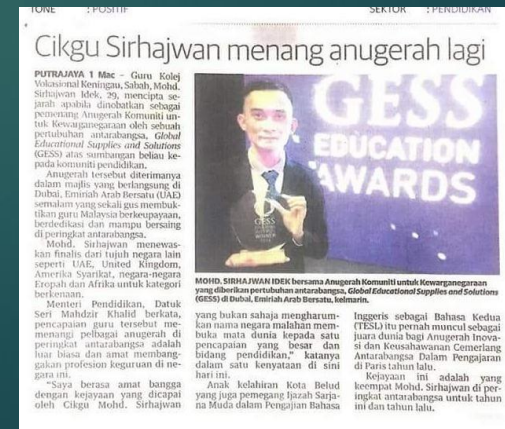 TONE : POSITIF
SEKTOR : PENDIDIKAN
Cikgu Sirhajwan menang anugerah lagi
PUTRAJAYA 1 Mac - Guru Kolej
Vokasional Keningau, Sabah, Mohd.
Sirhajwan Idek, 29, mencipta se-
jarah apabila dinobatkan sebagai
pemenang Anugerah Komuniti un-
tuk Kewarganegaraan oleh sebuah
pertubuhan antarabangsa, Global
Educational Supplies and Solutions
(GESS) atas sumbangan beliau ke-
pada komuniti pendidikan.
Anugerah tersebut diterimanya
dalam majlis yang berlangsung di
Dubai, Emiriah Arab Bersatu (UAE)
semalam yang sekali gus membuk-
tikan guru Malaysia berkeupayaan,
berdedikasi dan mampu bersaing
di peringkat antarabangsa.
Mohd. Sirhajwan menewas-
kan finalis dari tujuh negara lain
seperti UAE, United Kingdom,
Amerika Syarikat, negara-negara
Eropah dan Afrika untuk kategori
berkenaan.
Menteri Pendidikan, Datuk
Seri Mahdzir Khalid berkata,
pencapaian guru tersebut me-
menangi pelbagai anugerah di
peringkat antarabangsa adalah
luar biasa dan amat membang-
gakan profesion keguruan di ne-
gara ini.
"Saya berasa amat bangga
dengan kejayaan yang dicapai
oleh Cikgu Mohd. Sirhajwan
GESS
EDUCATION
AWARDS
GESS
MOHD. SIRHAJWAN IDEK bersama Anugerah Komuniti untuk Kewarganegaraan
yang diberikan pertubuhan antarabangsa, Global Educational Supplies and Solutions
(GESS) di Dubai, Emiriah Arab Bersatu, kelmarin.
yang bukan sahaja mengharum-
kan nama negara malahan mem-
buka mata dunia kepada satu
pencapaian yang besar dan
bidang pendidikan," katanya
dalam satu kenyataan di sini
hari ini.
Anak kelahiran Kota Belud
yang juga pemegang Ijazah Sarja-
na Muda dalam Pengajian Bahasa
Inggeris sebagai Bahasa Kedua
(TESL) itu pernah muncul sebagai
juara dunia bagi Anugerah Inova-
si dan Keusahawanan Cemerlang
Antarabangsa Dalam Pengajaran
di Paris tahun lalu.
Kejayaan ini adalah yang
keempat Mohd. Sirhajwan di per-
ingkat antarabangsa untuk tahun
ini dan tahun lalu.